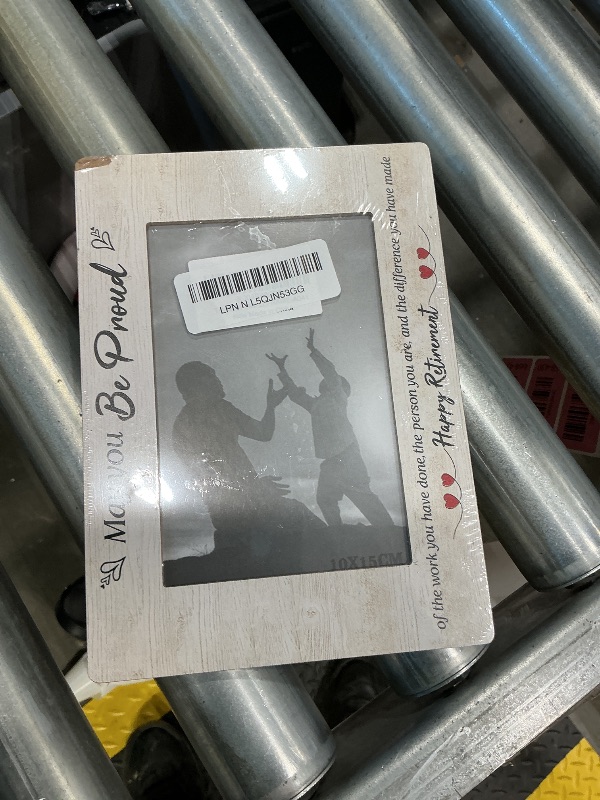 May you Be Proud
of the work you have done, the person you are, and the difference you have made
Happy Retirement
LPN N L5QJN53GG
10X15CM